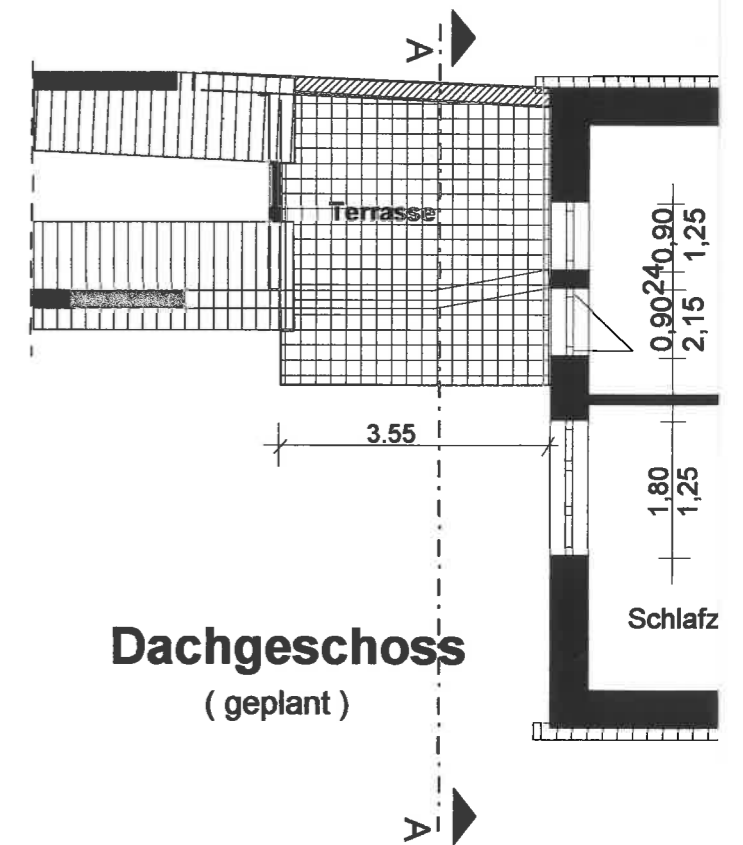 A
Terrasse
0,90
1,25
24
0,90
2,15
3.55
1,80
1,25
Schlafz
Dachgeschoss
( geplant )
A